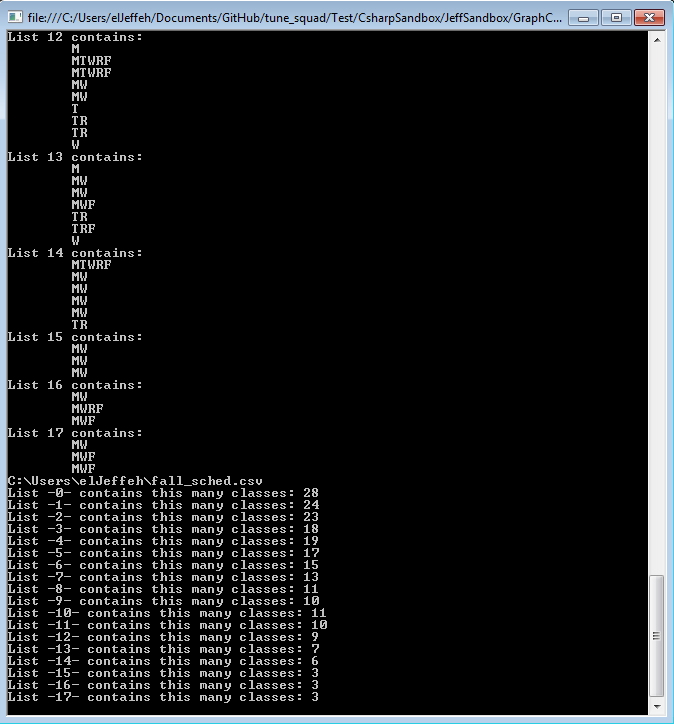 file:///C:/Users/elJeffeh/Documents/GitHub/tune_squad/Test/CsharpSandbox/JeffSandbox/GraphC...
List 12 contains:
M
MTWRF
MTWRF
MW
MW
T
TR
TR
W
List 13 contains:
M
MW
MW
MWF
TR
TRF
W
List 14 contains:
MTWRF
MW
MW
MW
MW
TR
List 15 contains:
MW
MW
MW
List 16 contains:
MW
MWRF
MWF
List 17 contains:
MW
MWF
MWF
C:\Users\elJeffeh\fall_sched.csv
List -0- contains this many classes: 28
List -1- contains this many classes: 24
List -2- contains this many classes: 23
List -3- contains this many classes: 18
List -4- contains this many classes: 19
List -5- contains this many classes: 17
List -6- contains this many classes: 15
List -7- contains this many classes: 13
List -8- contains this many classes: 11
List -9- contains this many classes: 10
List -10- contains this many classes: 11
List -11- contains this many classes: 10
List -12- contains this many classes: 9
List -13- contains this many classes: 7
List -14- contains this many classes: 6
List -15- contains this many classes: 3
List -16- contains this many classes: 3
List -17- contains this many classes: 3